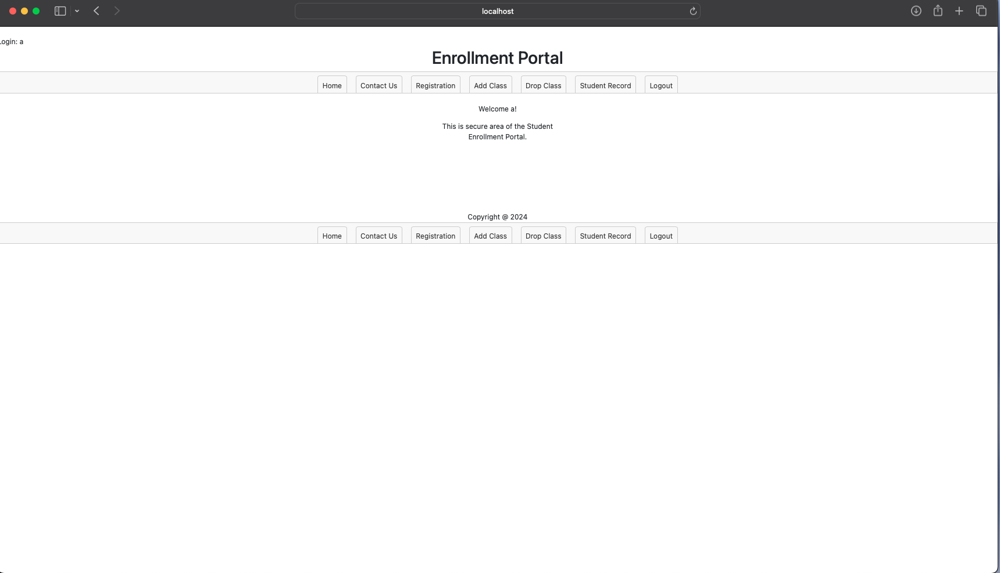 localhost
Login: a
Enrollment Portal
Home Contact Us Registration Add Class Drop Class Student Record Logout
Welcome a!
This is secure area of the Student
Enrollment Portal.
Copyright @ 2024
Home Contact Us Registration Add Class Drop Class Student Record Logout